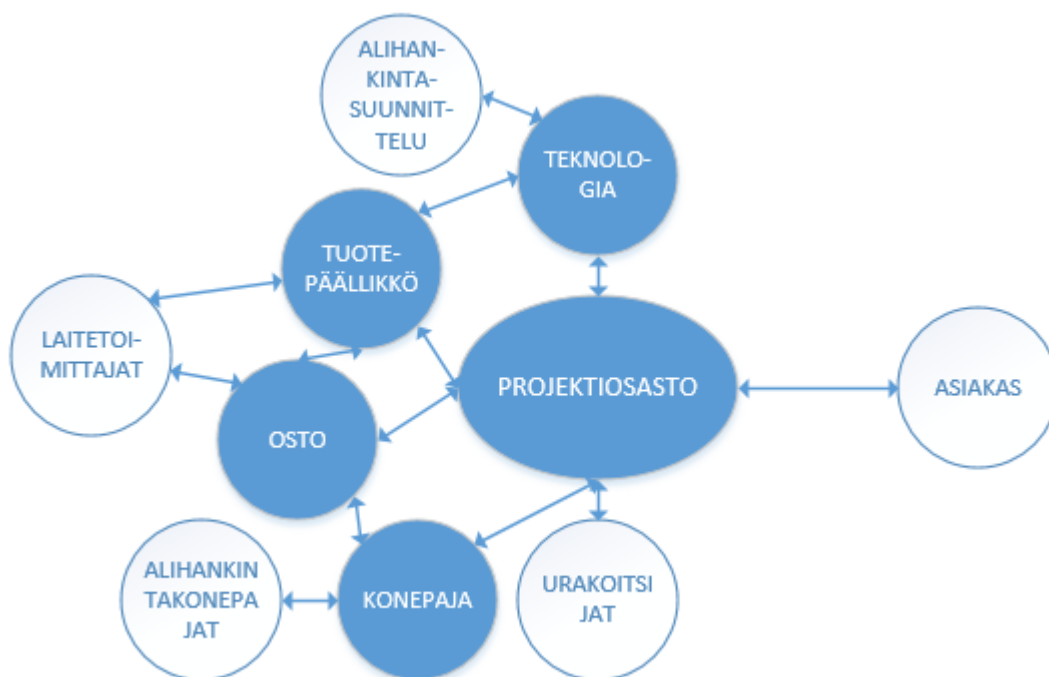 ALIHAN-
KINTA-
SUUNNIT-
TELU
TEKNOLO-
GIA
TUOTE-
PÄÄLLIKKÖ
LAITETOI-
MITTAJAT
PROJEKTIOSASTO
ASIAKAS
OSTO
ALIHANKIN
TAKONEPA
JAT
KONEPAJA
URAKOITSI
JAT